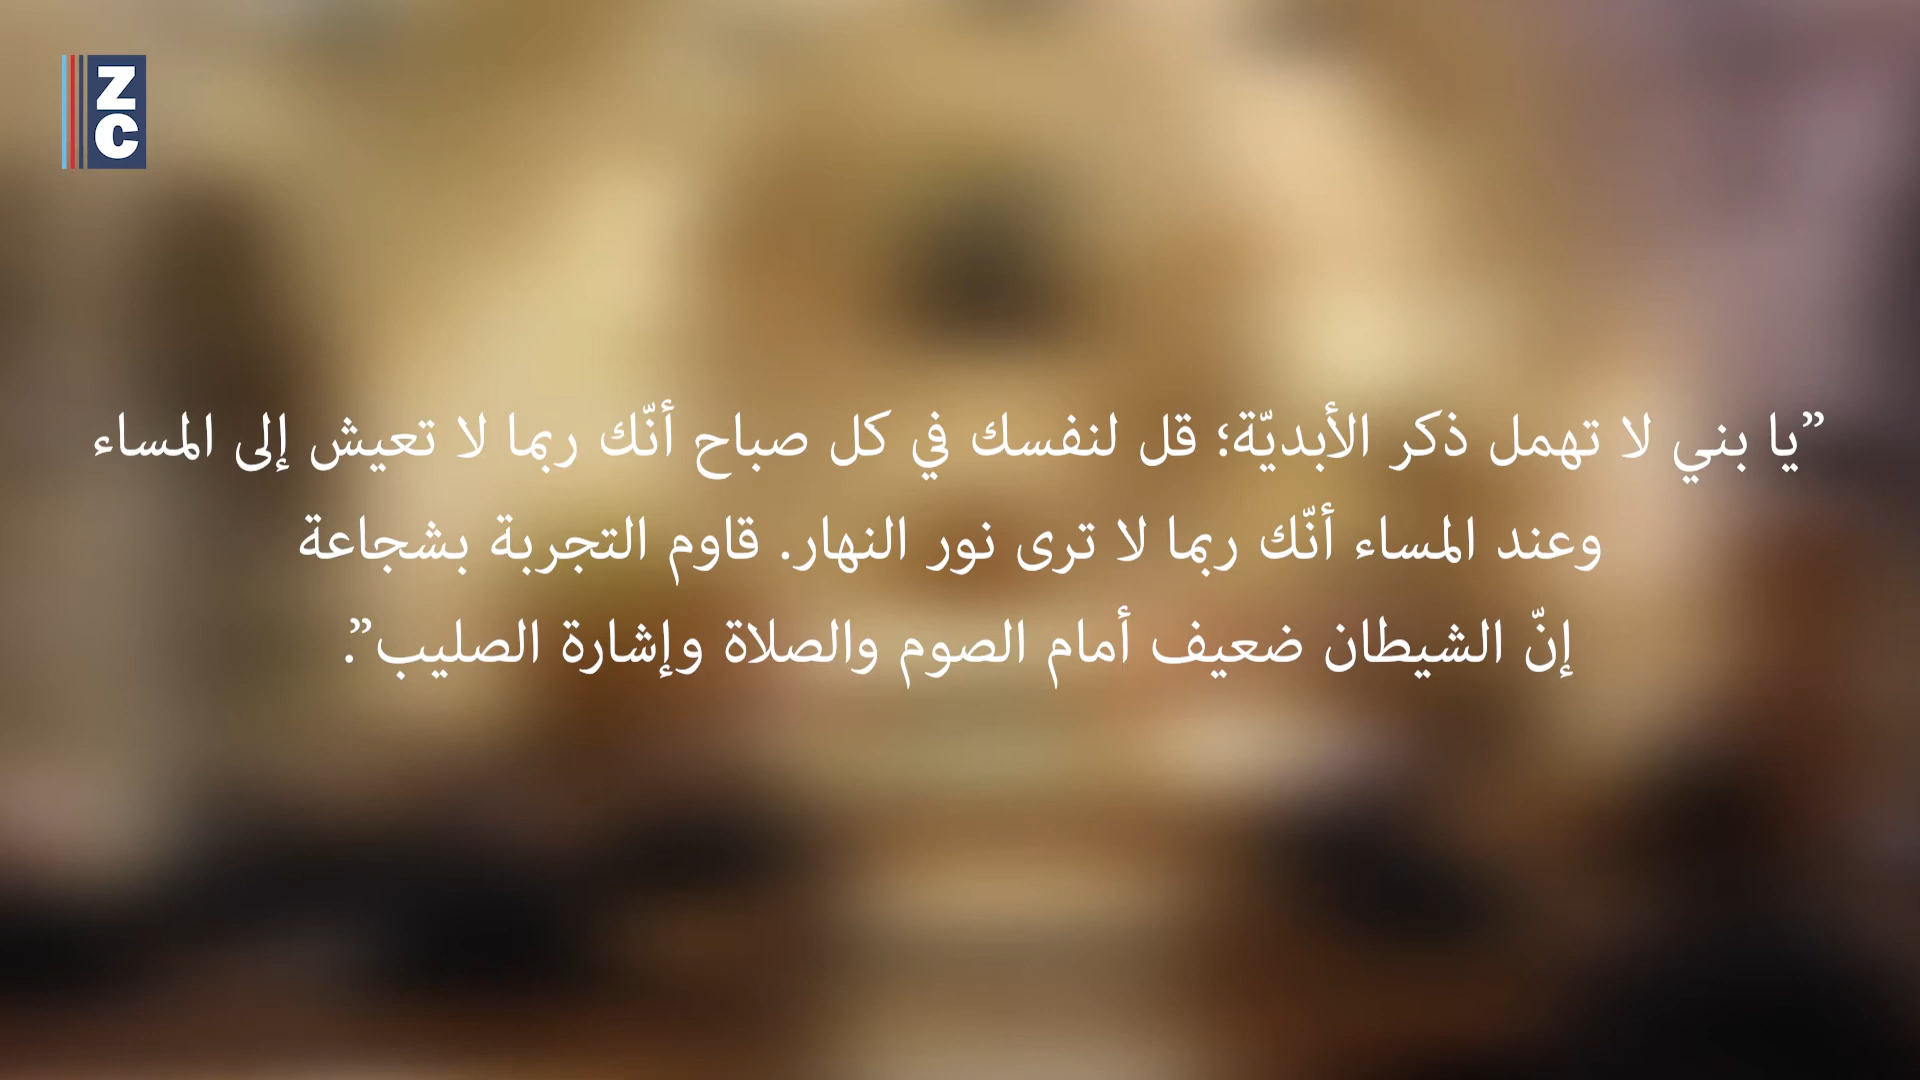 ZC
”يا بني لا تهمل ذكر الأبديّة؛ قل لنفسك في كل صباح أنّك ربما لا تعيش إلى المساء
وعند المساء أنّك ربما لا ترى نور النهار. قاوم التجربة بشجاعة
إنّ الشيطان ضعيف أمام الصوم والصلاة وإشارة الصليب”.